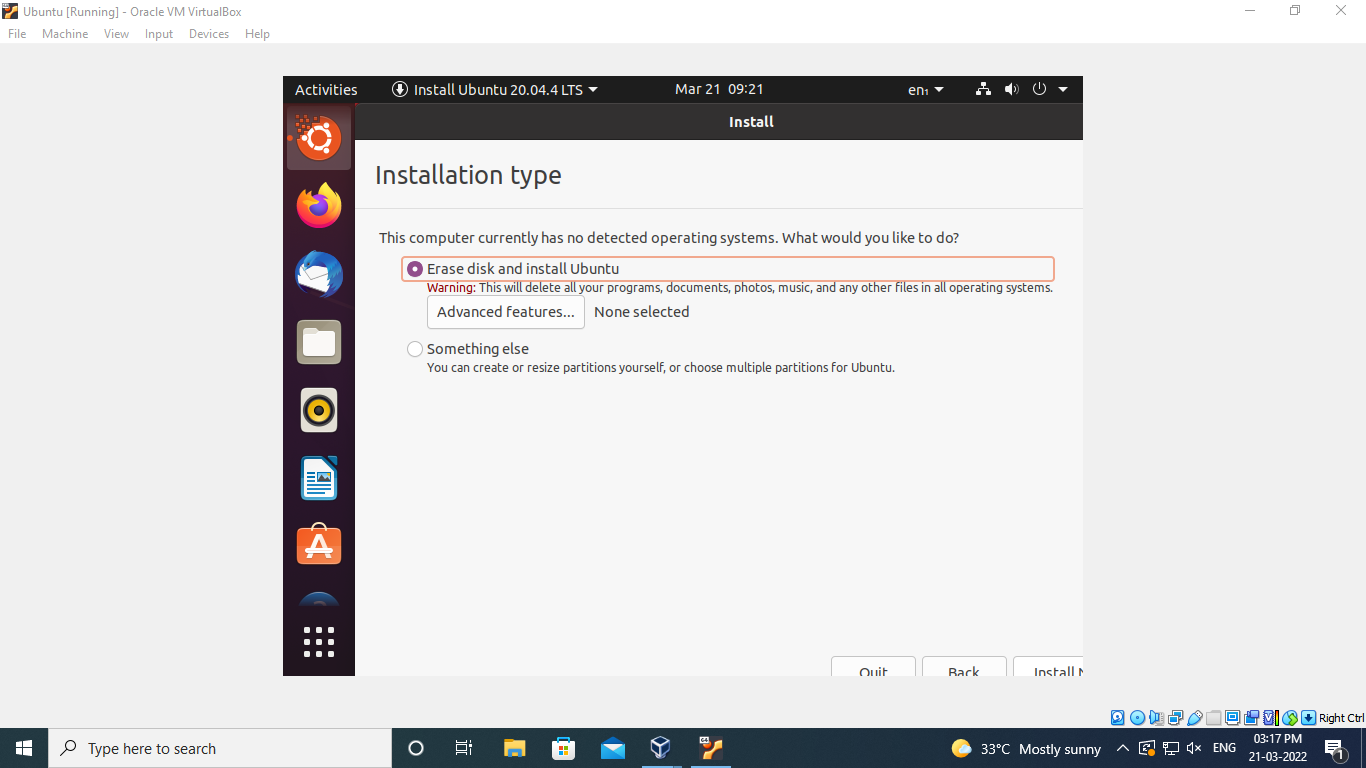 Ubuntu [Running] - Oracle VM VirtualBox
File Machine View Input Devices Help
Activities Install Ubuntu 20.04.4 LTS Mar 21 09:21 en₁
Install
Installation type
This computer currently has no detected operating systems. What would you like to do?
Erase disk and install Ubuntu
Warning: This will delete all your programs, documents, photos, music, and any other files in all operating systems.
Advanced features... None selected
Something else
You can create or resize partitions yourself, or choose multiple partitions for Ubuntu.
Quit Back Install N
Right Ctrl
Type here to search 33°C Mostly sunny ENG 03:17 PM
21-03-2022 1